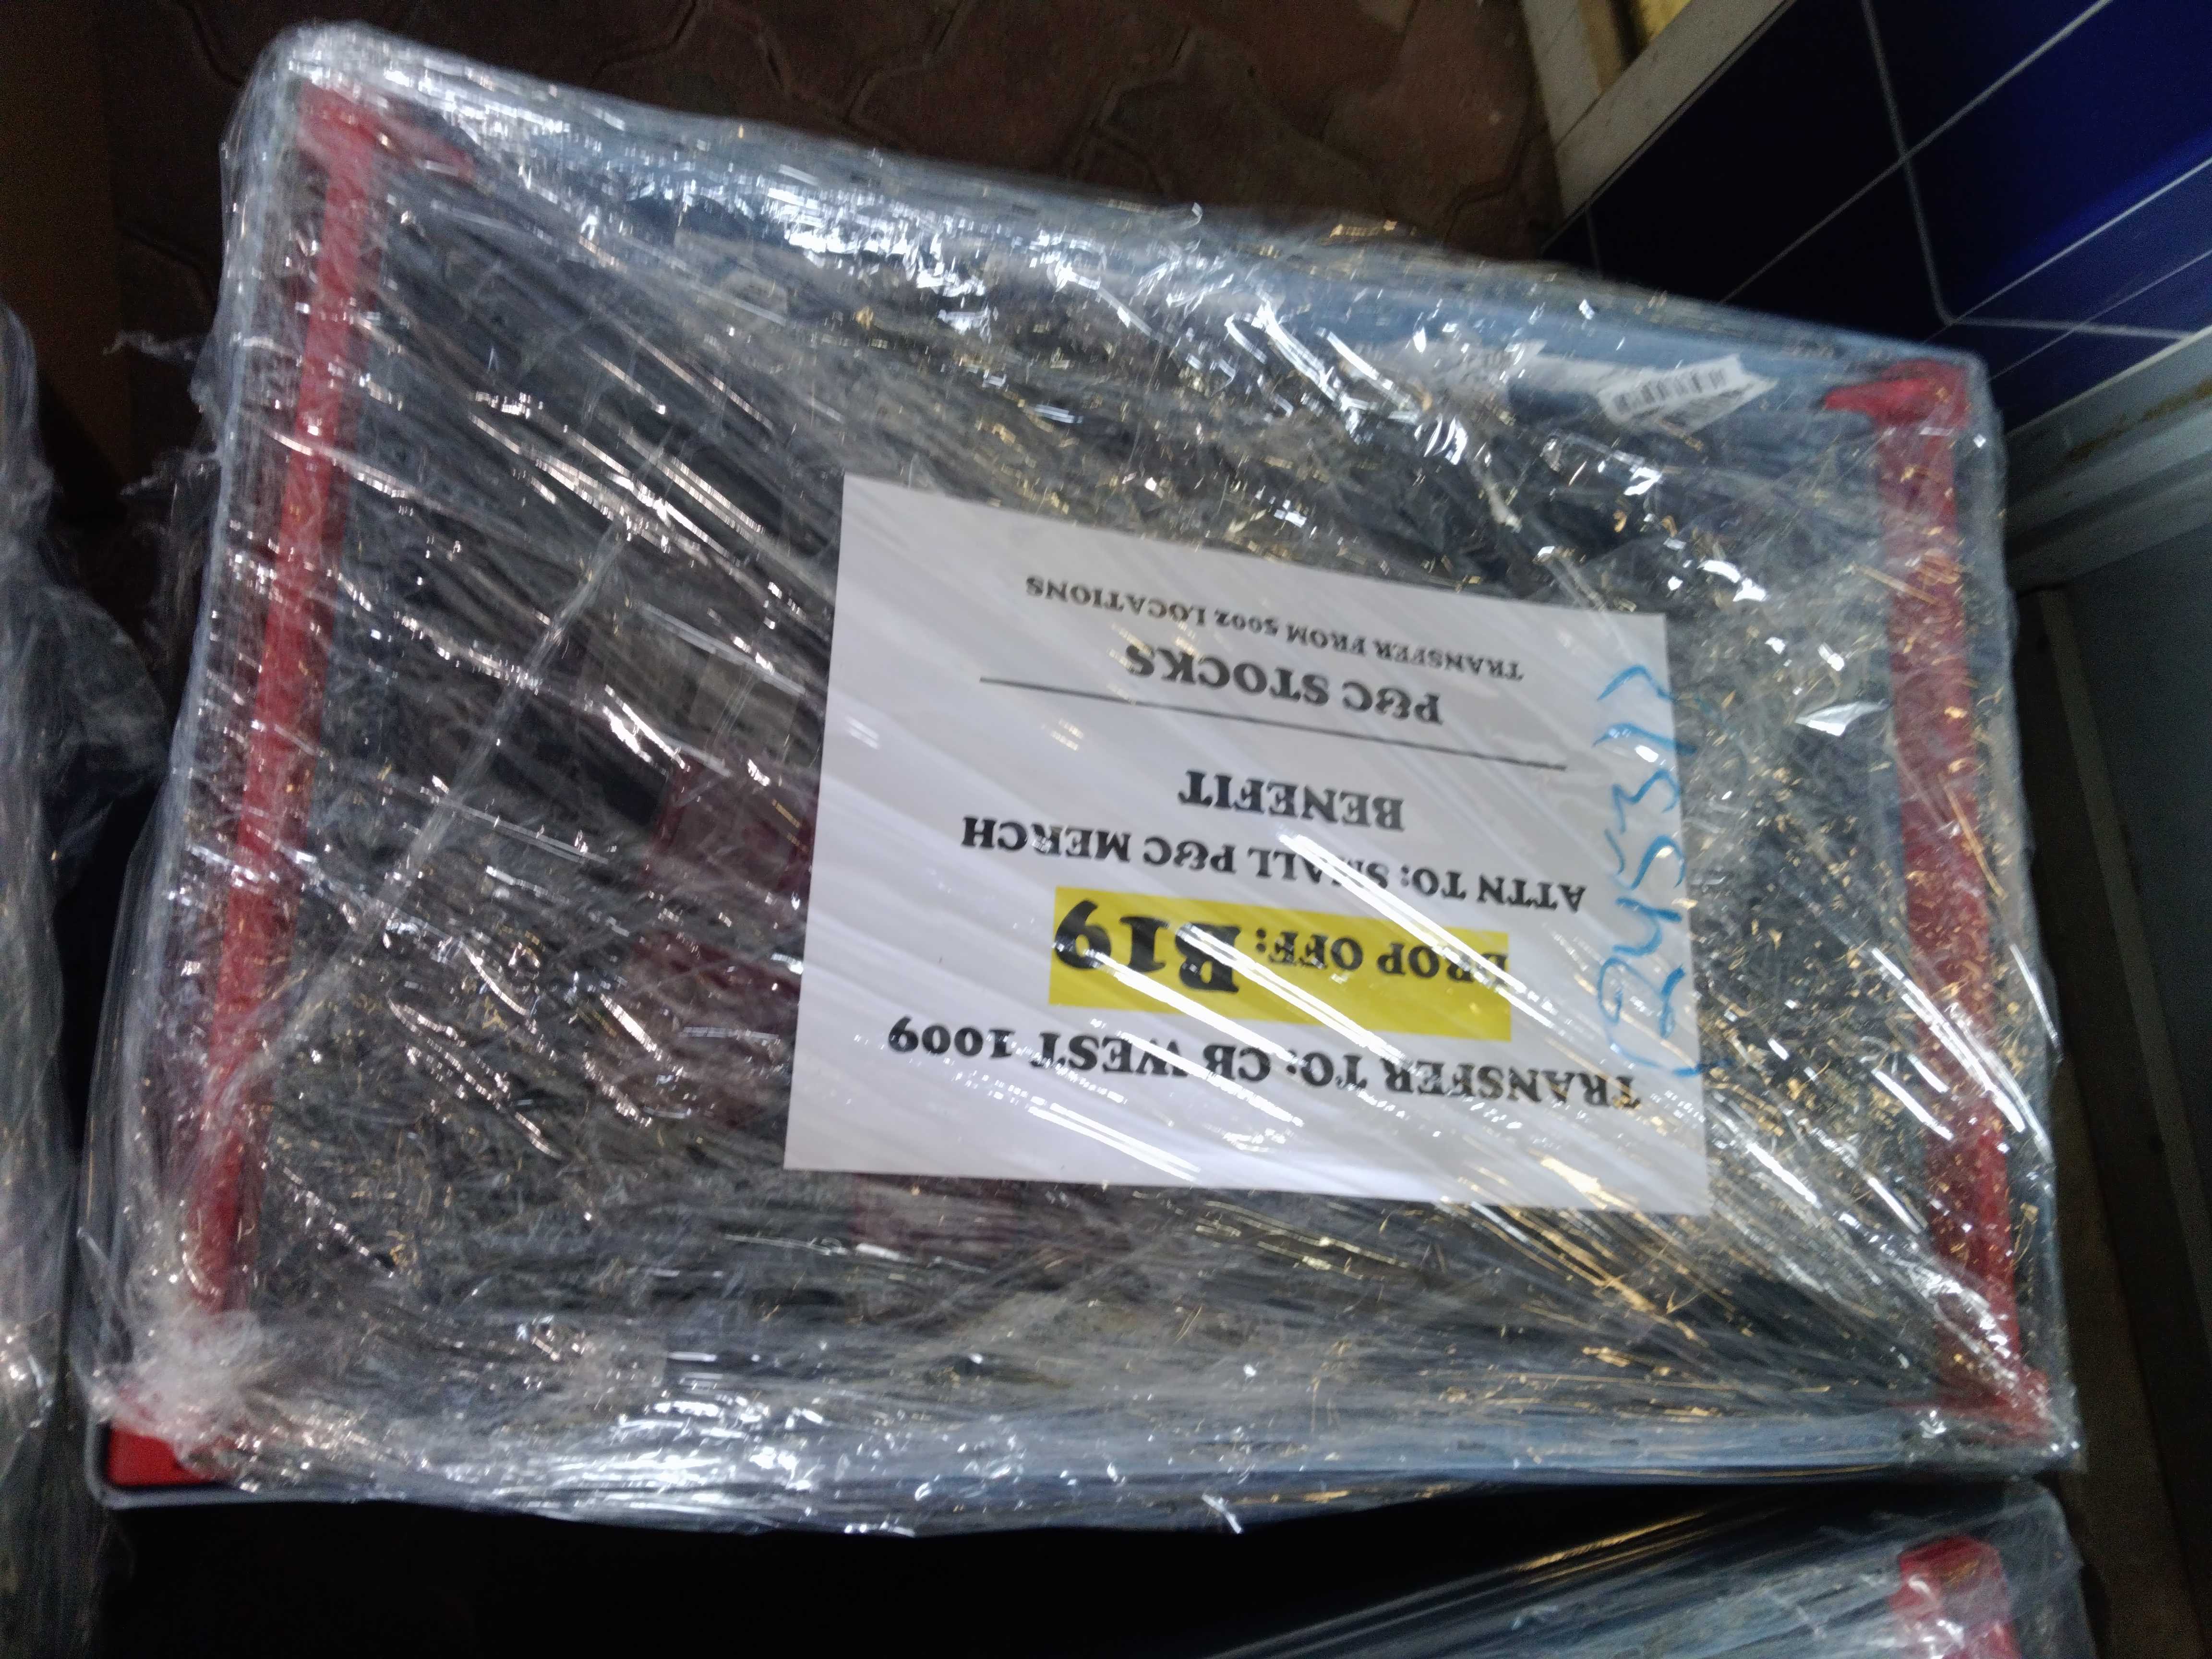 TRANSFER TO: CB WEST 1009
DROP OFF: B19
ATTN TO: SMALL P&C MERCH
BENEFIT
P&C STOCKS
TRANSFER FROM 5002 LOCATIONS